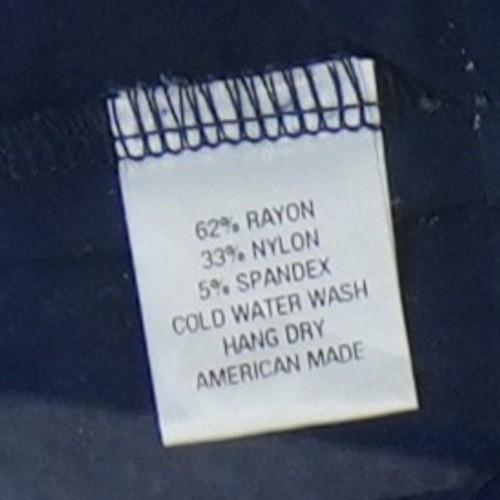 62% RAYON
33% NYLON
5% SPANDEX
COLD WATER WASH
HANG DRY
AMERICAN MADE